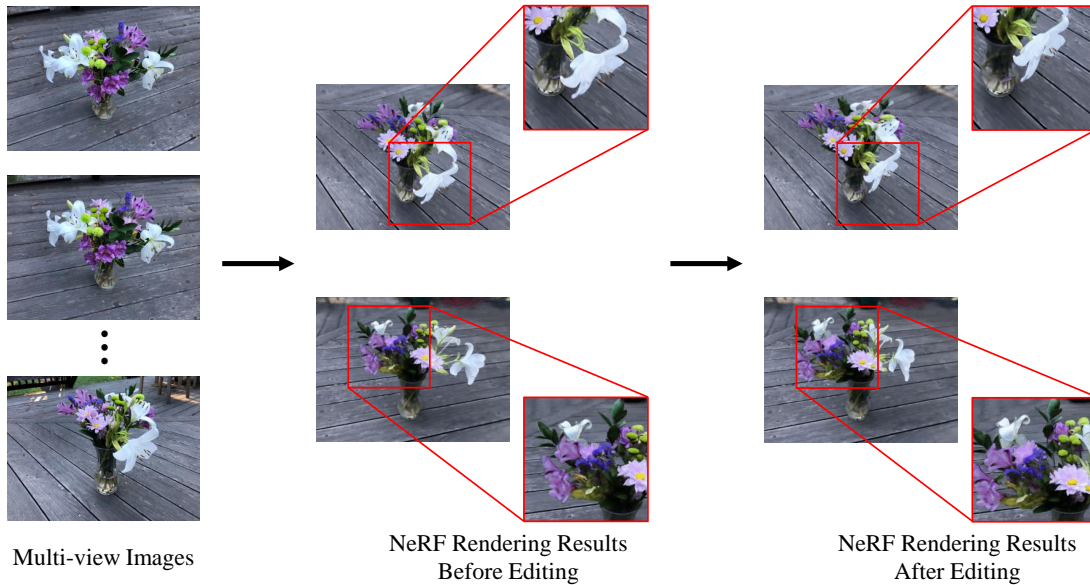 Multi-view Images
NeRF Rendering Results
Before Editing
NeRF Rendering Results
After Editing